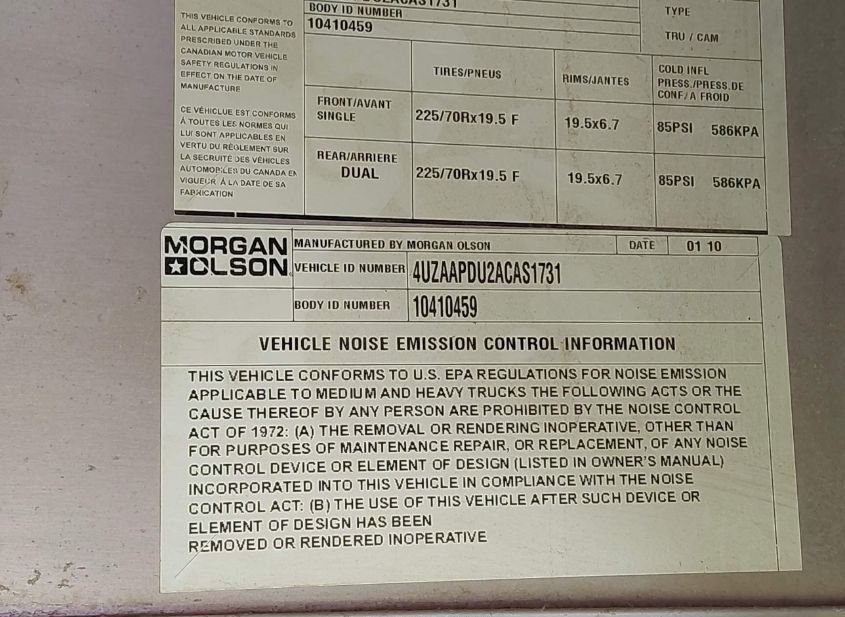 BODY ID NUMBER
10410459
TYPE
TRU / CAM
THIS VEHICLE CONFORMS TO
ALL APPLICABLE STANDARDS
PRESCRIBED UNDER THE
CANADIAN MOTOR VEHICLE
SAFETY REGULATIONS IN
EFFECT ON THE DATE OF
MANUFACTURE
CE VÉHICLUE EST CONFORMS
À TOUTES LES NORMES QUI
LUI SONT APPLICABLES EN
VERTU DU RÈGLEMENT SUR
LA SECRUITÉ DES VÉHICLES
AUTOMOBILES DU CANADA EN
VIGUEUR À LA DATE DE SA
FABRICATION
TIRES/PNEUS
RIMS/JANTES
COLD INFL
PRESS./PRESS.DE
CONF./A FROID
FRONT/AVANT
SINGLE
225/70Rx19.5 F
19.5x6.7
85PSI 586KPA
REAR/ARRIERE
DUAL
225/70Rx19.5 F
19.5x6.7
85PSI 586KPA
MORGAN
OLSON
MANUFACTURED BY MORGAN OLSON
DATE
01 10
VEHICLE ID NUMBER
4UZAAPDU2ACAS1731
BODY ID NUMBER
10410459
VEHICLE NOISE EMISSION CONTROL INFORMATION
THIS VEHICLE CONFORMS TO U.S. EPA REGULATIONS FOR NOISE EMISSION
APPLICABLE TO MEDIUM AND HEAVY TRUCKS THE FOLLOWING ACTS OR THE
CAUSE THEREOF BY ANY PERSON ARE PROHIBITED BY THE NOISE CONTROL
ACT OF 1972: (A) THE REMOVAL OR RENDERING INOPERATIVE, OTHER THAN
FOR PURPOSES OF MAINTENANCE REPAIR, OR REPLACEMENT, OF ANY NOISE
CONTROL DEVICE OR ELEMENT OF DESIGN (LISTED IN OWNER'S MANUAL)
INCORPORATED INTO THIS VEHICLE IN COMPLIANCE WITH THE NOISE
CONTROL ACT: (B) THE USE OF THIS VEHICLE AFTER SUCH DEVICE OR
ELEMENT OF DESIGN HAS BEEN
REMOVED OR RENDERED INOPERATIVE